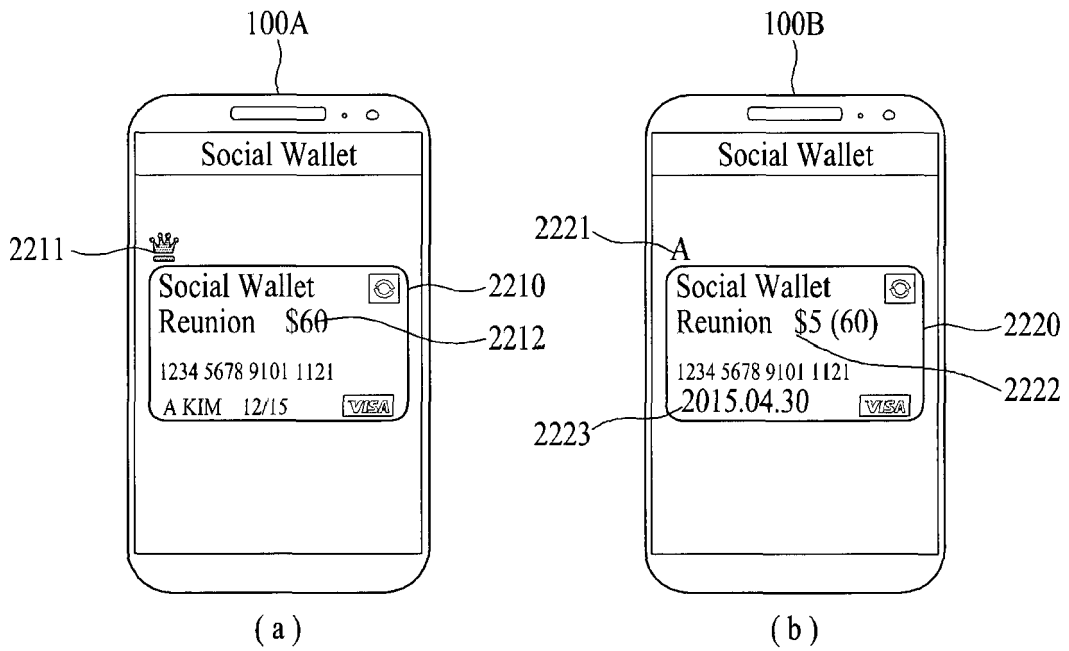 100A
100B
Social Wallet
Social Wallet
2211
2221
A
Social Wallet
2210
Reunion $60
2212
1234 5678 9101 1121
A KIM 12/15 VISA
Social Wallet
Reunion $5 (60)
2220
1234 5678 9101 1121
2222
2015.04.30 VISA
2223
(a)
(b)